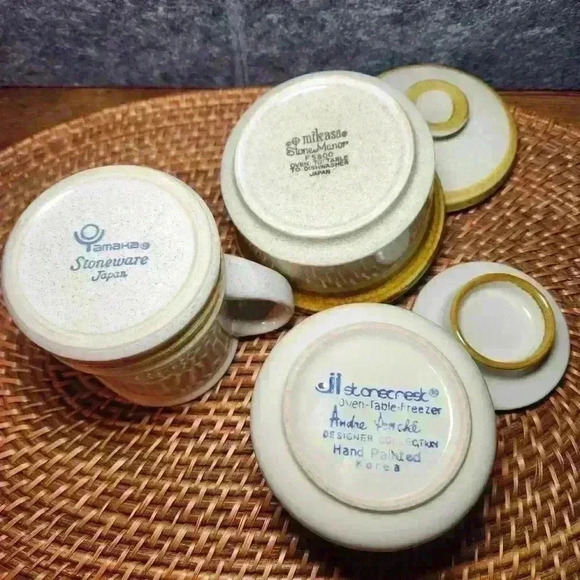 Yamaka®
Stoneware
Japan
mikasa®
Stone Manor
F5800
OVEN TO TABLE
TO DISHWASHER
JAPAN
JI stonecrest®
Oven-Table-Freezer
Andre
DESIGNER COLLECTION
Hand Painted
Korea